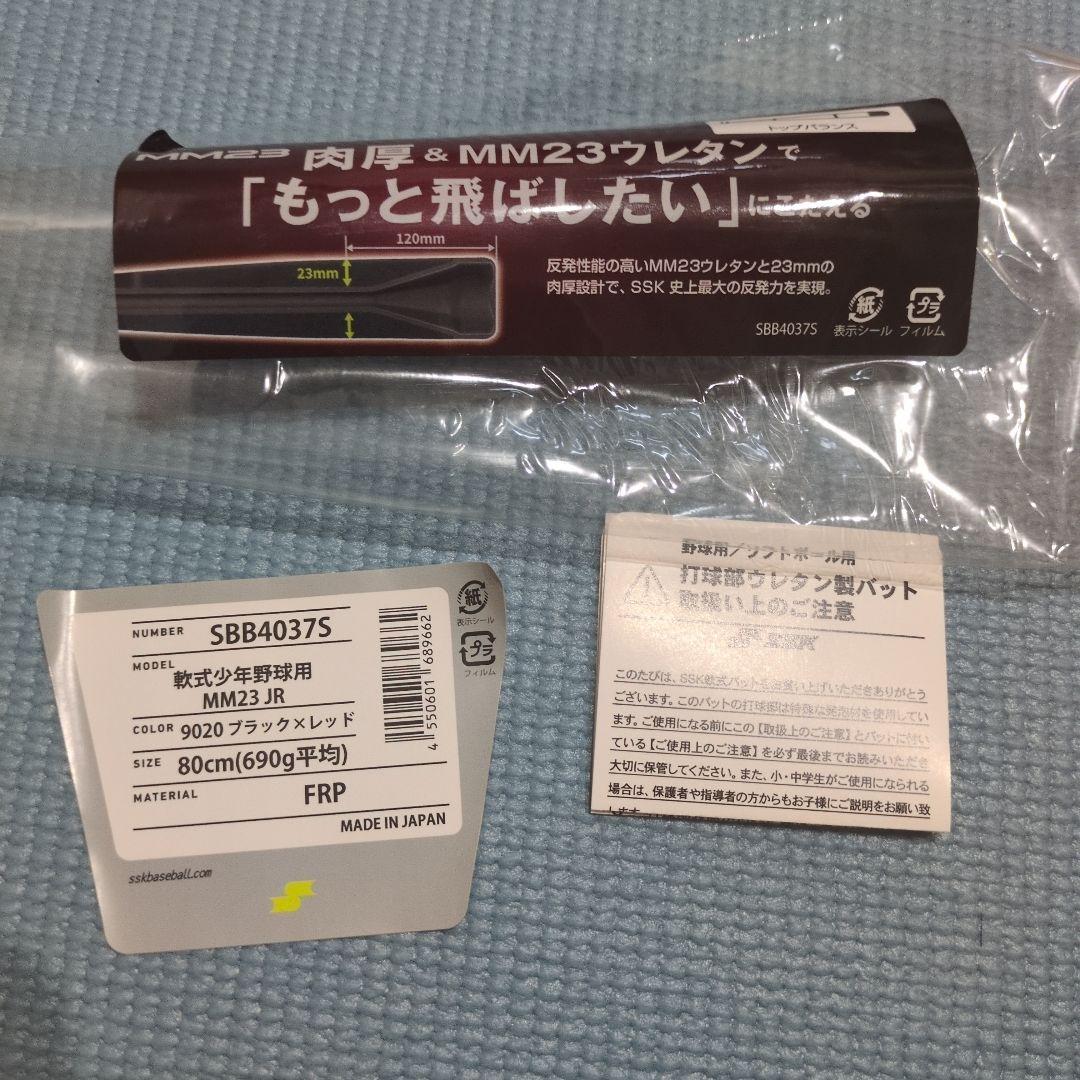 トップバランス
MM23 肉厚&MM23ウレタンで
「もっと飛ばしたい」にこたえる
120mm
23mm
反発性能の高いMM23ウレタンと23mmの
肉厚設計で、SSK 史上最大の反発力を実現。
SBB4037S
紙
プラ
表示シール
フィルム
NUMBER SBB4037S
MODEL 軟式少年野球用
MM23 JR
COLOR 9020 ブラック×レッド
SIZE 80cm(690g平均)
MATERIAL FRP
MADE IN JAPAN
4 550601 689662
紙
表示シール
プラ
フィルム
sskbaseball.com
野球用/ソフトボール用
打球部ウレタン製バット
取扱い上のご注意
SSK
このたびは、SSK軟式バットをお買い上げいただきありがとう
ございます。このバットの打球部は特殊な発泡材を使用してい
ます。ご使用になる前にこの【取扱上のご注意】とバットに付い
ている【ご使用上のご注意】を必ず最後までお読みいただき
大切に保管してください。また、小・中学生がご使用になられる
場合は、保護者や指導者の方からもお子様にご説明をお願い致
します。